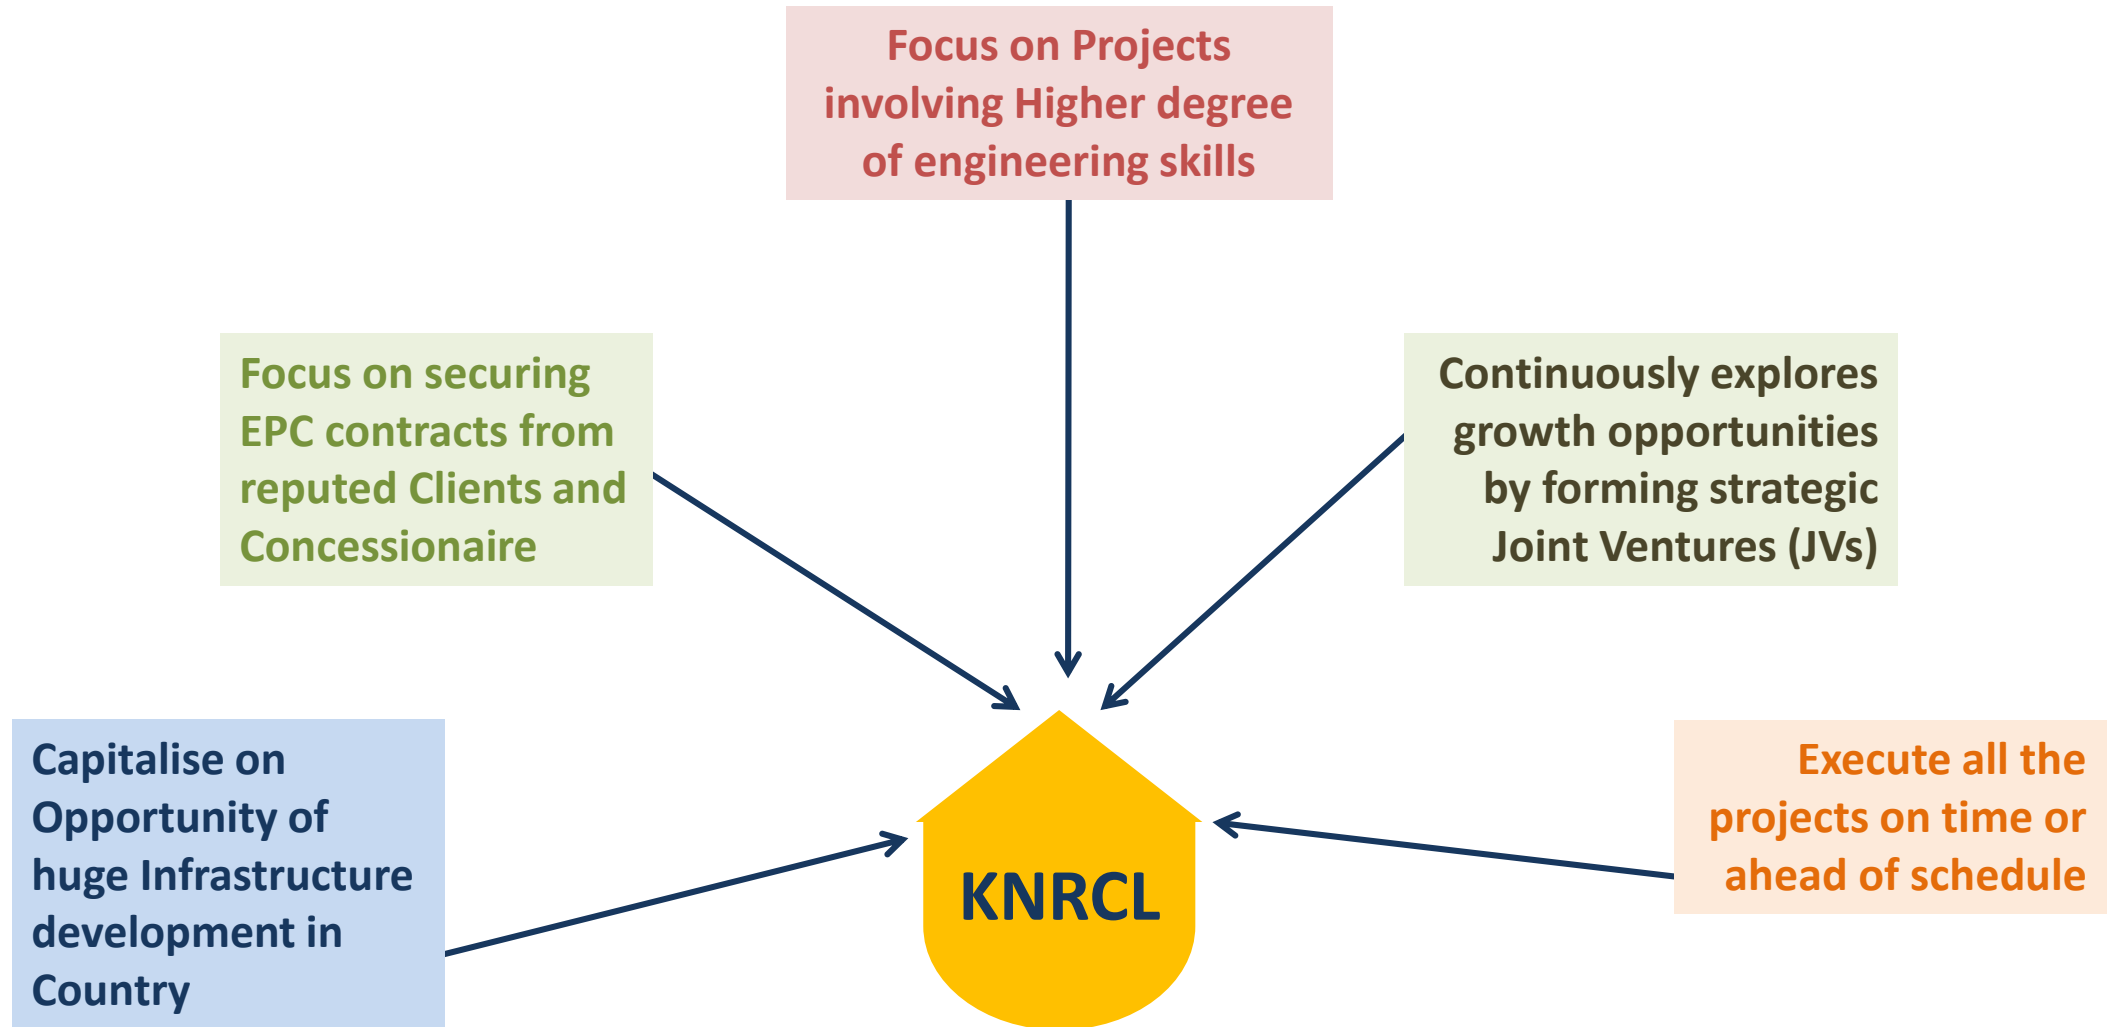 Focus on Projects
involving Higher degree
of engineering skills
Focus on securing
EPC contracts from
reputed Clients and
Concessionaire
Continuously explores
growth opportunities
by forming strategic
Joint Ventures (JVs)
Capitalise on
Opportunity of
huge Infrastructure
development in
Country
Execute all the
projects on time or
ahead of schedule
KNRCL